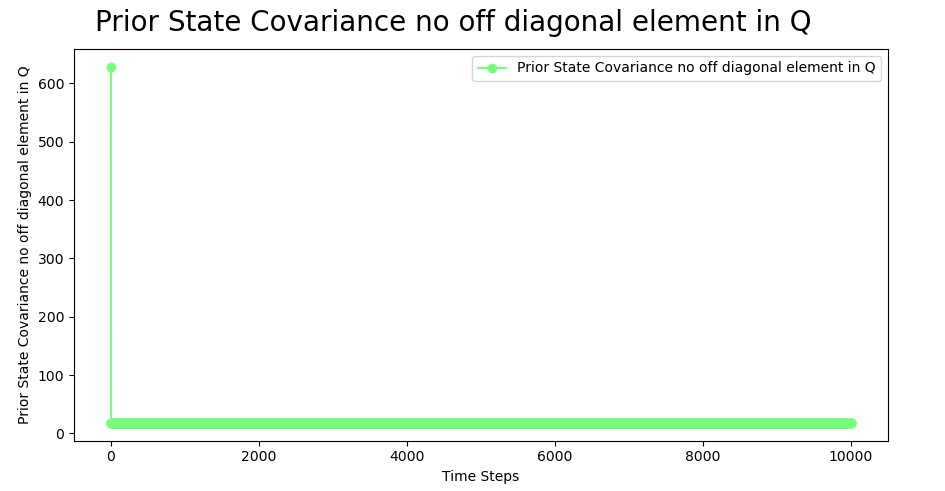 Prior State Covariance no off diagonal element in Q
Prior State Covariance no off diagonal element in Q
Prior State Covariance no off diagonal element in Q
600
500
400
300
200
100
0
0 2000 4000 6000 8000 10000
Time Steps